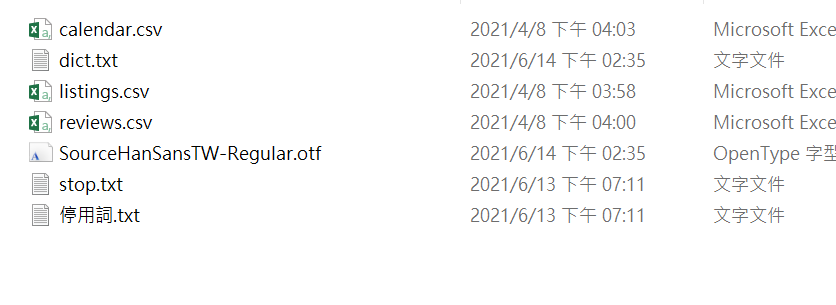 calendar.csv 2021/4/8 下午 04:03 Microsoft Exce
dict.txt 2021/6/14 下午 02:35 文字文件
listings.csv 2021/4/8 下午 03:58 Microsoft Exce
reviews.csv 2021/4/8 下午 04:00 Microsoft Exce
SourceHanSansTW-Regular.otf 2021/6/14 下午 02:35 OpenType 字型
stop.txt 2021/6/13 下午 07:11 文字文件
停用詞.txt 2021/6/13 下午 07:11 文字文件